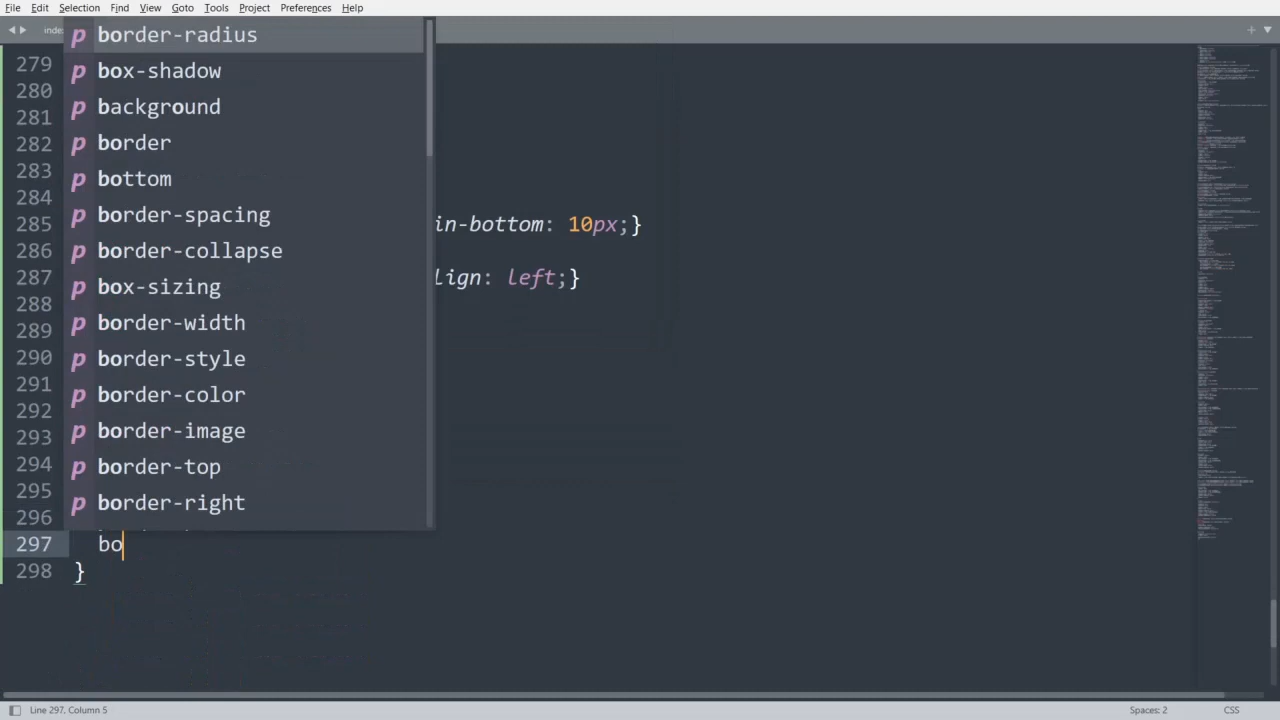 File Edit Selection View Goto Tools Project Preferences Help
inde
p border-radius
279
p box-shadow
280
p background
281
p border
282
283
p bottom
284
p border-spacing
285 in-bottom: 10px;}
286
p border-collapse
287 lign: left;}
p box-sizing
288
p border-width
289
290
p border-style
291
p border-color
292
p border-image
293
294
p border-top
295
p border-right
296
297 bo
298 }
Line 297, Column 5 Spaces: 2 CSS